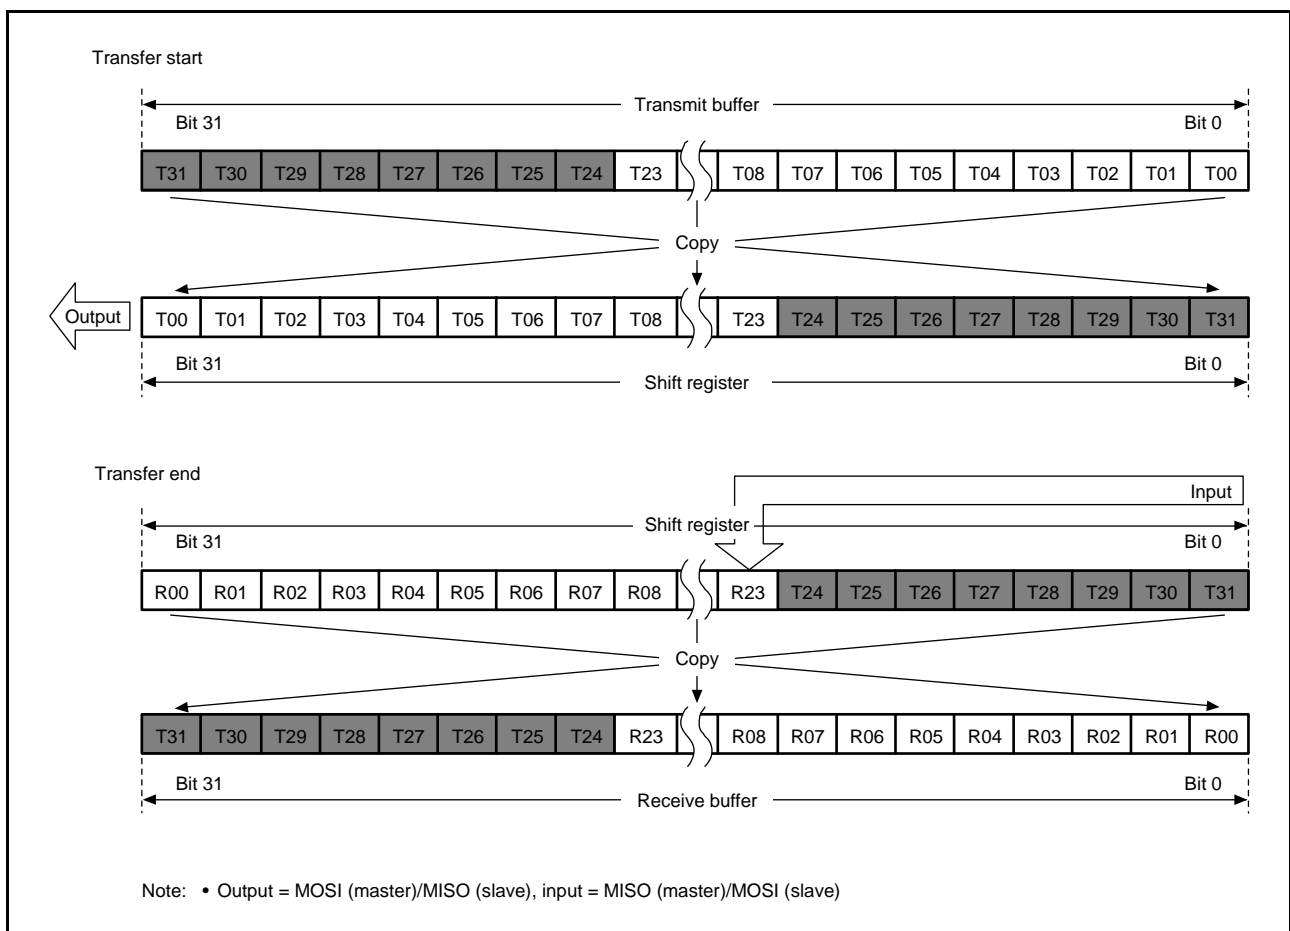 Transfer start
Transmit buffer
Bit 31 Bit 0
T31 T30 T29 T28 T27 T26 T25 T24 T23 T08 T07 T06 T05 T04 T03 T02 T01 T00
Copy
Output T00 T01 T02 T03 T04 T05 T06 T07 T08 T23 T24 T25 T26 T27 T28 T29 T30 T31
Bit 31 Bit 0
Shift register
Transfer end
Input
Shift register
Bit 31 Bit 0
R00 R01 R02 R03 R04 R05 R06 R07 R08 R23 T24 T25 T26 T27 T28 T29 T30 T31
Copy
T31 T30 T29 T28 T27 T26 T25 T24 R23 R08 R07 R06 R05 R04 R03 R02 R01 R00
Bit 31 Bit 0
Receive buffer
Note: • Output = MOSI (master)/MISO (slave), input = MISO (master)/MOSI (slave)